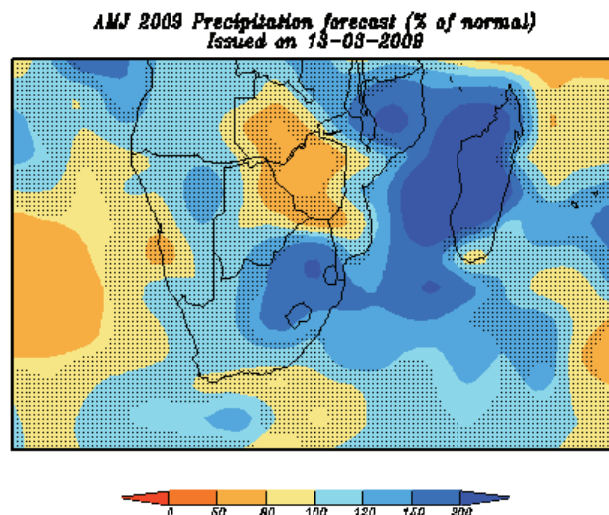 AMJ 2009 Precipitation forecast (% of normal)
Issued on 13-03-2009
0 50 80 100 120 150 200